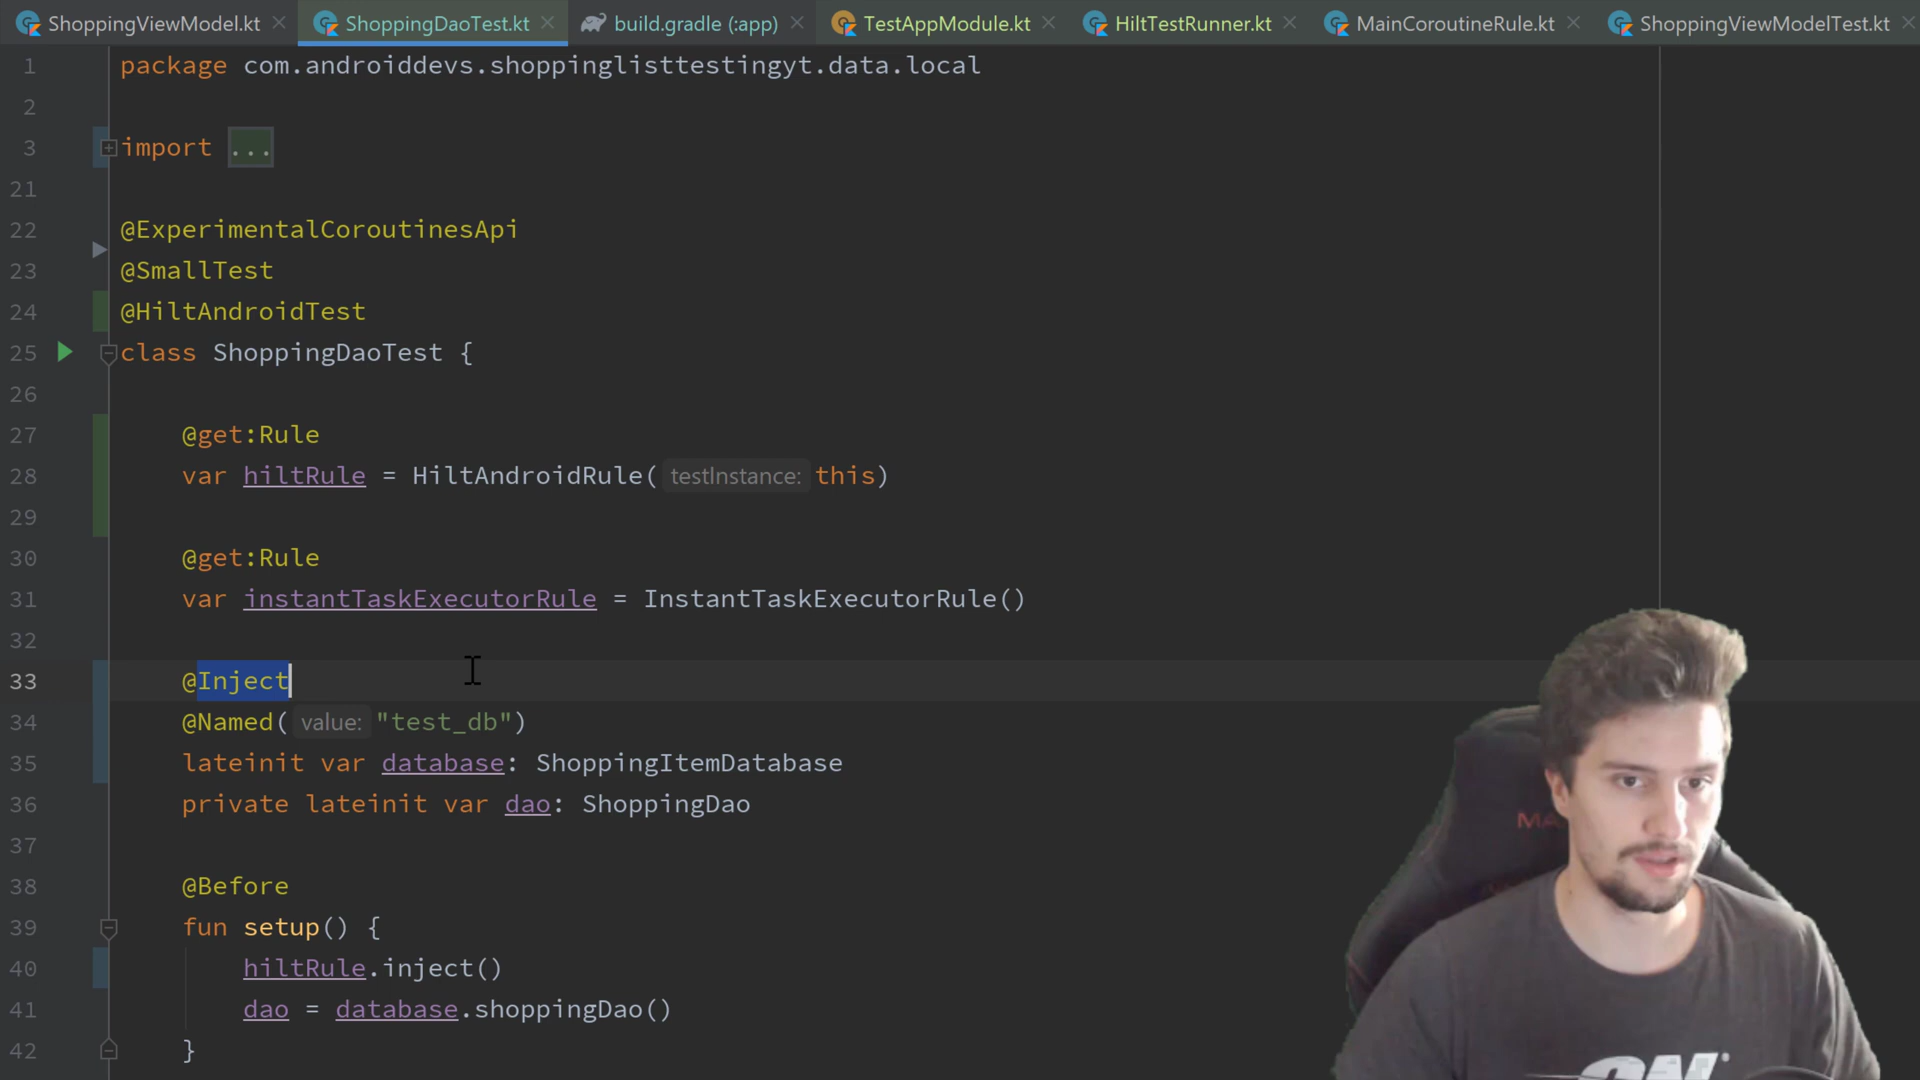 ShoppingViewModel.kt ShoppingDaoTest.kt build.gradle (:app) TestAppModule.kt HiltTestRunner.kt MainCoroutineRule.kt ShoppingViewModelTest.kt
1 package com.androiddevs.shoppinglisttestingyt.data.local
2
3 import ...
21
22 @ExperimentalCoroutinesApi
23 @SmallTest
24 @HiltAndroidTest
25 class ShoppingDaoTest {
26
27 @get:Rule
28 var hiltRule = HiltAndroidRule( testInstance: this)
29
30 @get:Rule
31 var instantTaskExecutorRule = InstantTaskExecutorRule()
32
33 @Inject
34 @Named( value: "test_db")
35 lateinit var database: ShoppingItemDatabase
36 private lateinit var dao: ShoppingDao
37
38 @Before
39 fun setup() {
40 hiltRule.inject()
41 dao = database.shoppingDao()
42 }